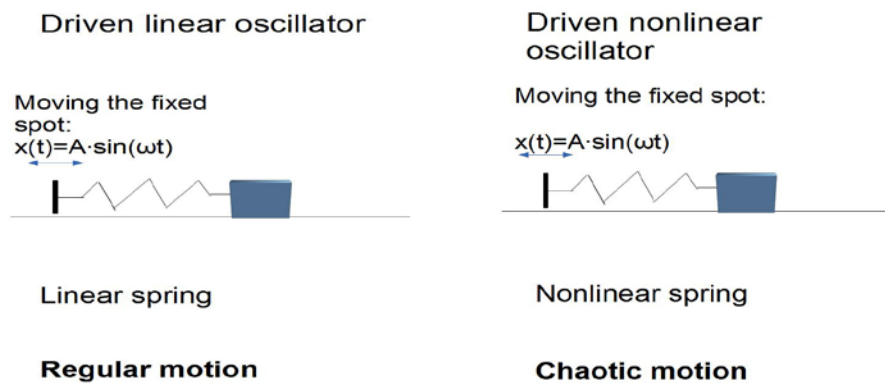 Driven linear oscillator
Moving the fixed
spot:
x(t)=A·sin(ωt)
Linear spring
Regular motion
Driven nonlinear
oscillator
Moving the fixed spot:
x(t)=A·sin(ωt)
Nonlinear spring
Chaotic motion